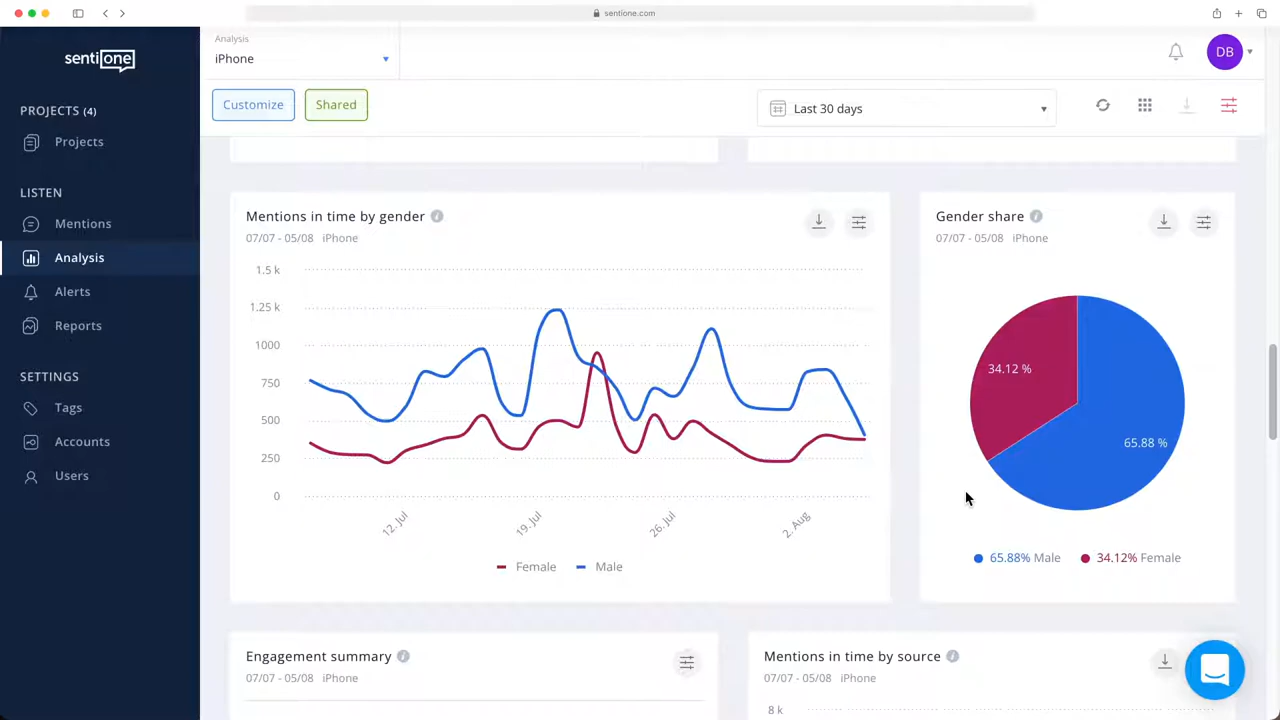 sentione.com
sentione
PROJECTS (4)
Projects
LISTEN
Mentions
Analysis
Alerts
Reports
SETTINGS
Tags
Accounts
Users
Analysis
iPhone
DB
Customize
Shared
Last 30 days
Mentions in time by gender
07/07 - 05/08 iPhone
1.5 k
1.25 k
1000
750
500
250
0
12. Jul
19. Jul
26. Jul
2. Aug
Female
Male
Gender share
07/07 - 05/08 iPhone
34.12 %
65.88 %
65.88% Male
34.12% Female
Engagement summary
07/07 - 05/08 iPhone
Mentions in time by source
07/07 - 05/08 iPhone
8 k